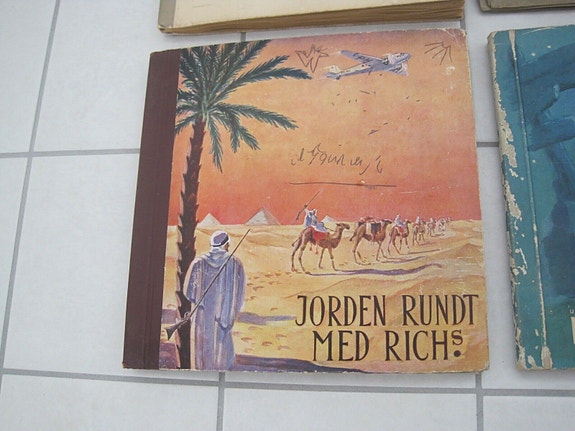 JORDEN RUNDT
MED RICHs.